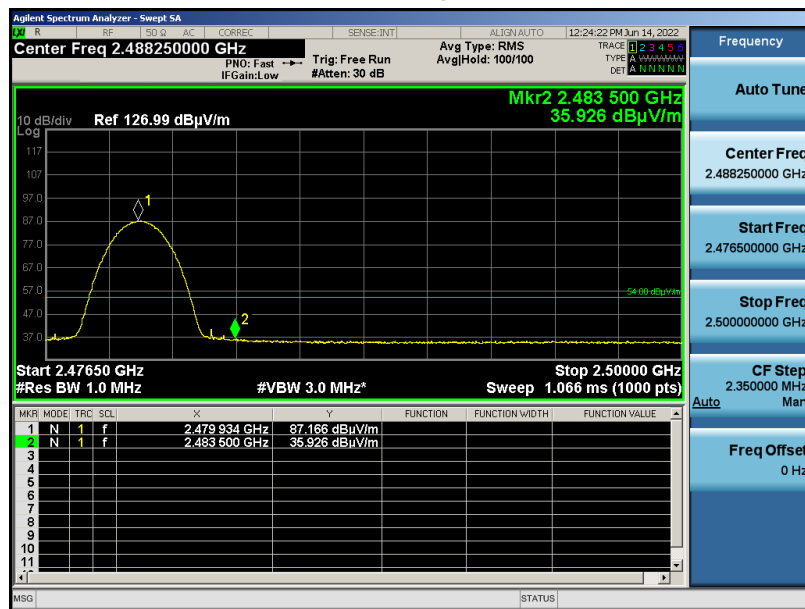 Agilent Spectrum Analyzer - Swept SA
LXI R RF 50 Ω AC CORREC SENSE:INT ALIGN AUTO 12:24:22 PM Jun 14, 2022
Center Freq 2.488250000 GHz
PNO: Fast
IFGain:Low
Trig: Free Run
#Atten: 30 dB
Avg Type: RMS
Avg|Hold: 100/100
TRACE 1 2 3 4 5 6
TYPE A WWWWW
DET A N N N N N
Mkr2 2.483 500 GHz
35.926 dBµV/m
10 dB/div Ref 126.99 dBµV/m
Log
117
107
97.0
87.0
77.0
67.0
57.0
47.0
37.0
1
2
54.00 dBµV/m
Start 2.47650 GHz Stop 2.50000 GHz
#Res BW 1.0 MHz #VBW 3.0 MHz* Sweep 1.066 ms (1000 pts)
MKR MODE TRC SCL X Y FUNCTION FUNCTION WIDTH FUNCTION VALUE
1 N 1 f 2.479 934 GHz 87.166 dBµV/m
2 N 1 f 2.483 500 GHz 35.926 dBµV/m
3
4
5
6
7
8
9
10
11
MSG STATUS
Frequency
Auto Tune
Center Freq
2.488250000 GHz
Start Freq
2.476500000 GHz
Stop Freq
2.500000000 GHz
CF Step
2.350000 MHz
Auto Man
Freq Offset
0 Hz